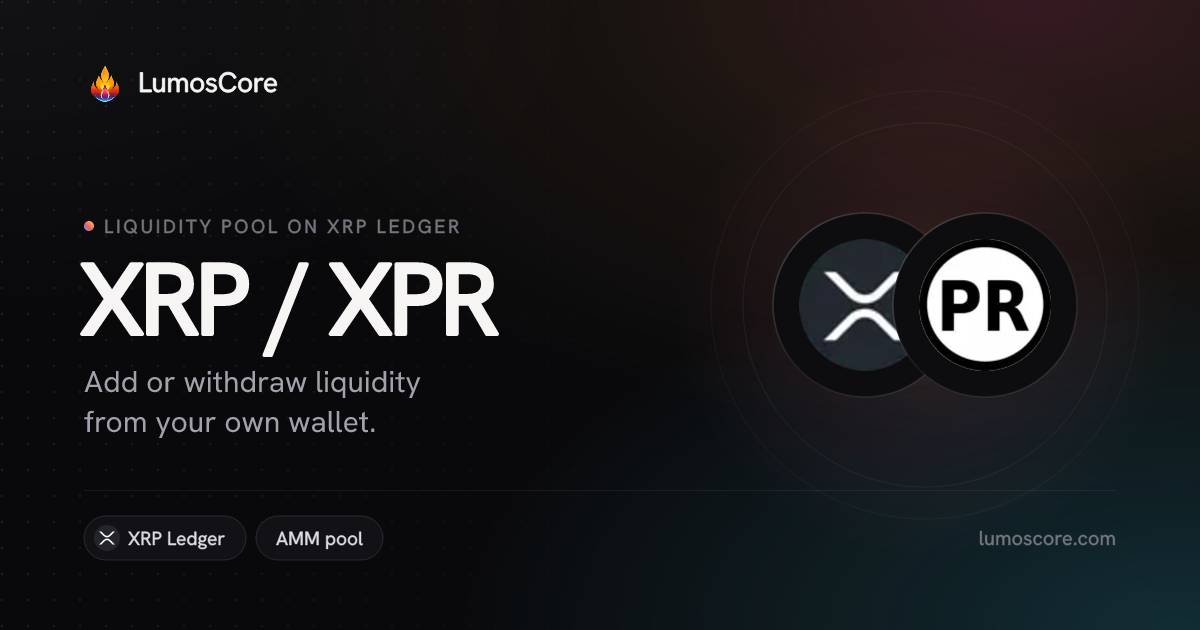 LumosCore
LIQUIDITY POOL ON XRP LEDGER
XRP / XPR
Add or withdraw liquidity
from your own wallet.
PR
XRP Ledger
AMM pool
lumoscore.com